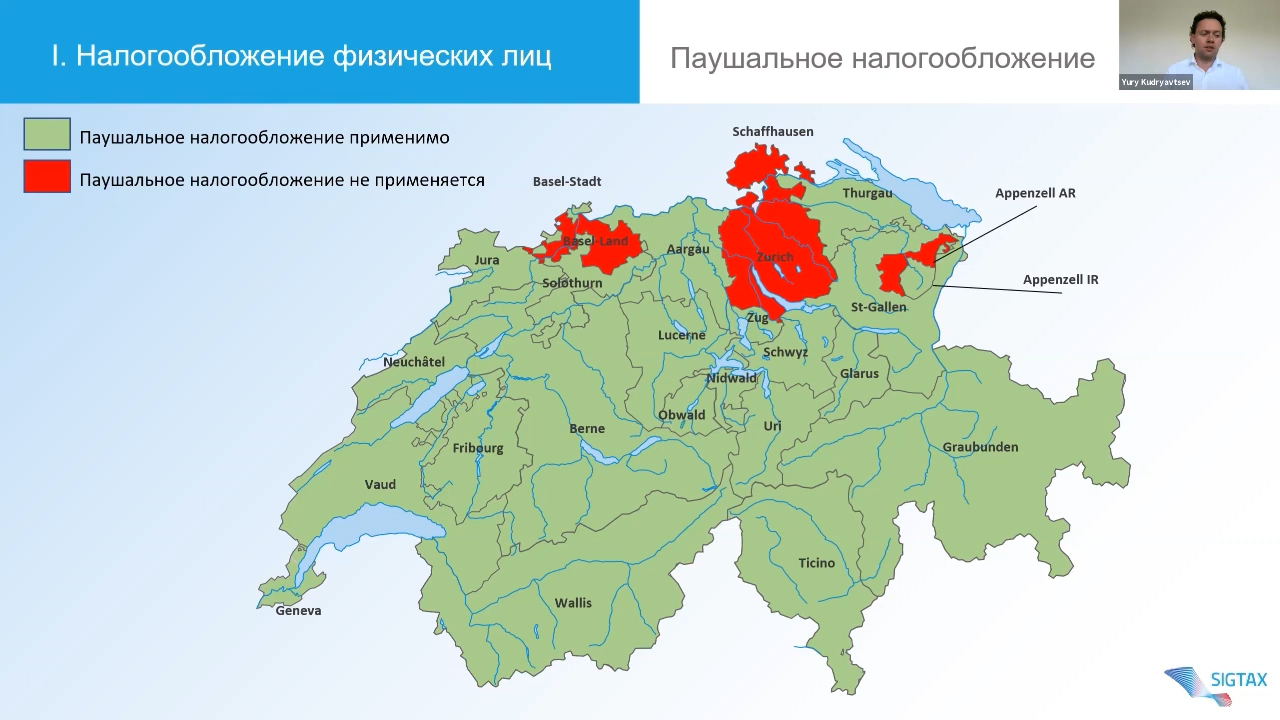 I. Налогообложение физических лиц
Паушальное налогообложение
Yury Kudryavtsev
Паушальное налогообложение применимо
Паушальное налогообложение не применяется
Schaffhausen
Basel-Stadt
Thurgau
Appenzell AR
Basel-Land
Aargau
Zurich
Jura
Solothurn
Appenzell IR
St-Gallen
Zug
Lucerne
Schwyz
Neuchâtel
Nidwald
Glarus
Obwald
Uri
Berne
Fribourg
Graubunden
Vaud
Ticino
Wallis
Geneva
SIGTAX